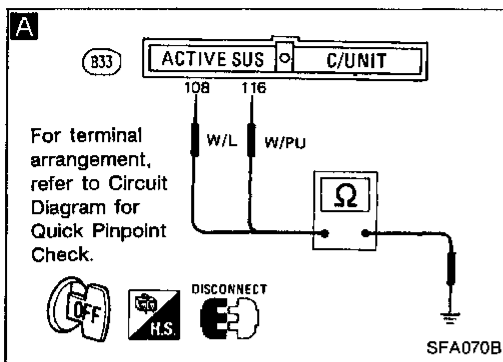 A
B33
ACTIVE SUS C/UNIT
108 116
W/L W/PU
For terminal
arrangement,
refer to Circuit
Diagram for
Quick Pinpoint
Check.
Ω
OFF
H.S.
DISCONNECT
SFA070B